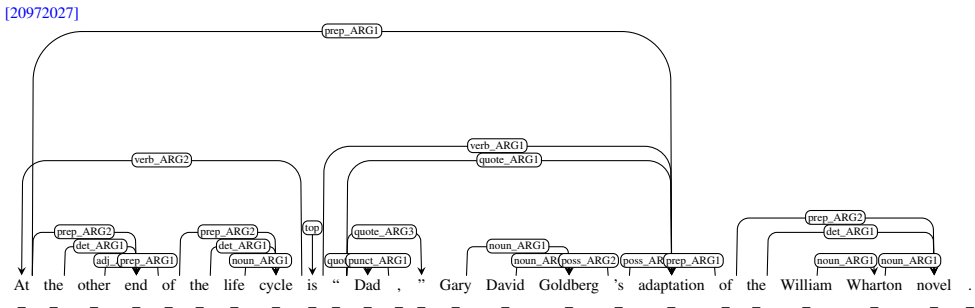 [20972027]
prep_ARG1
verb_ARG1
verb_ARG2 quote_ARG1
top
prep_ARG2 prep_ARG2 quote_ARG3 prep_ARG2
det_ARG1 det_ARG1 noun_ARG1 det_ARG1
prep_ARG1 noun_ARG1 punct_ARG1 poss_ARG2 prep_ARG1 noun_ARG1 noun_ARG1
At the other end of the life cycle is “ Dad , ” Gary David Goldberg 's adaptation of the William Wharton novel .